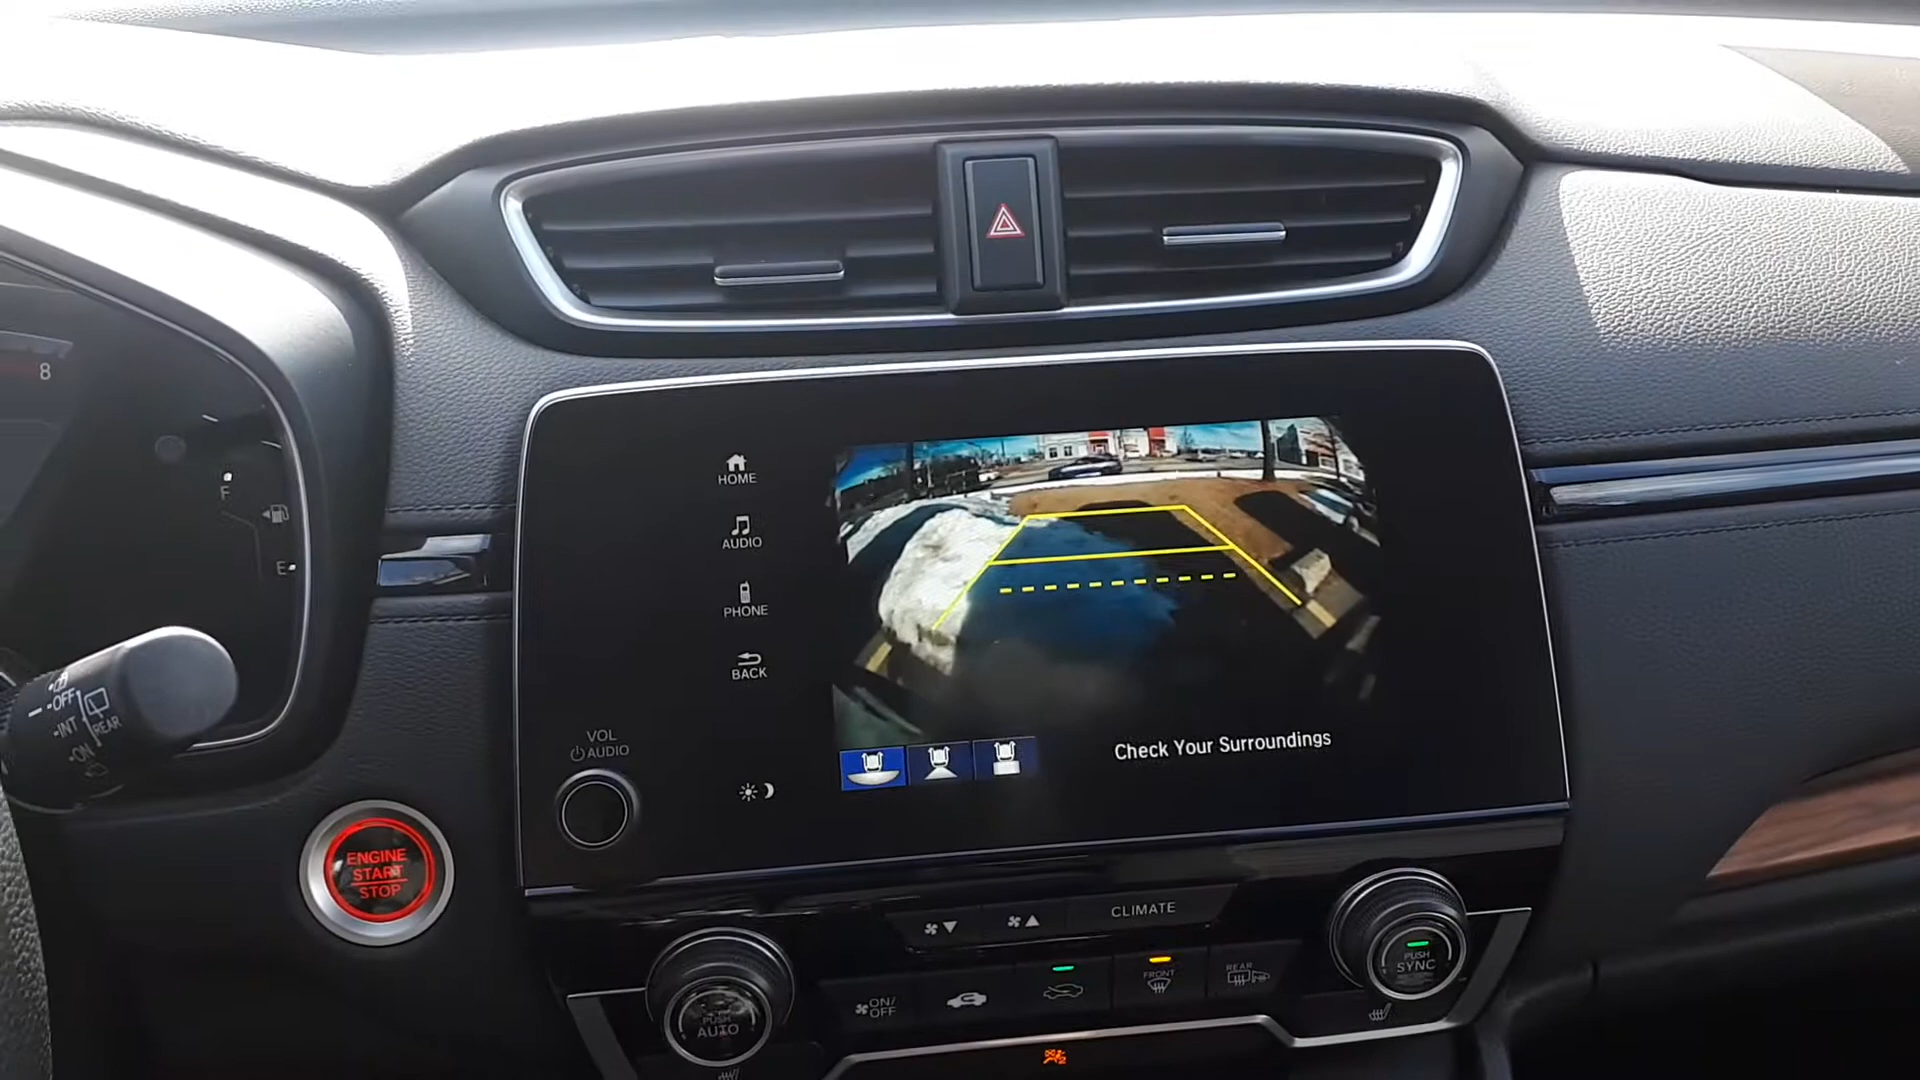 8
F
E
HOME
AUDIO
PHONE
BACK
VOL
AUDIO
Check Your Surroundings
OFF
INT
ON
REAR
ENGINE
START
STOP
CLIMATE
ON/
OFF
FRONT
REAR
PUSH
AUTO
PUSH
SYNC